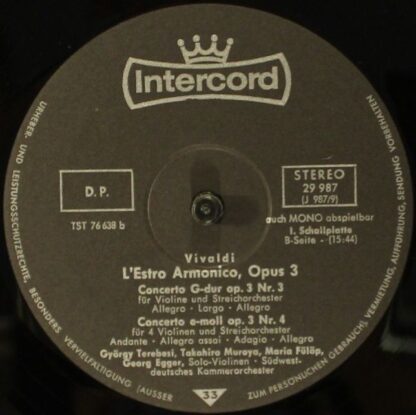 Intercord
D.P.
STEREO
29 987
(J 987/9)
TST 76 638 b
auch MONO abspielbar
I. Schallplatte
B-Seite - (15:44)
Vivaldi
L'Estro Armonico, Opus 3
Concerto G-dur op. 3 Nr. 3
für Violine und Streichorchester
Allegro - Largo - Allegro
Concerto e-moll op. 3 Nr. 4
für 4 Violinen und Streichorchester
Andante - Allegro assai - Adagio - Allegro
György Terebesi, Takahiro Muroya, Maria Fülöp,
Georg Egger, Solo-Violinen - Südwest-
deutsches Kammerorchester
33
URHEBER- UND LEISTUNGSSCHUTZRECHTE, BESONDERS VERVIELFÄLTIGUNG (AUSSER
ZUM PERSÖNLICHEN GEBRAUCH), VERMIETUNG, AUFFÜHRUNG, SENDUNG VORBEHALTEN